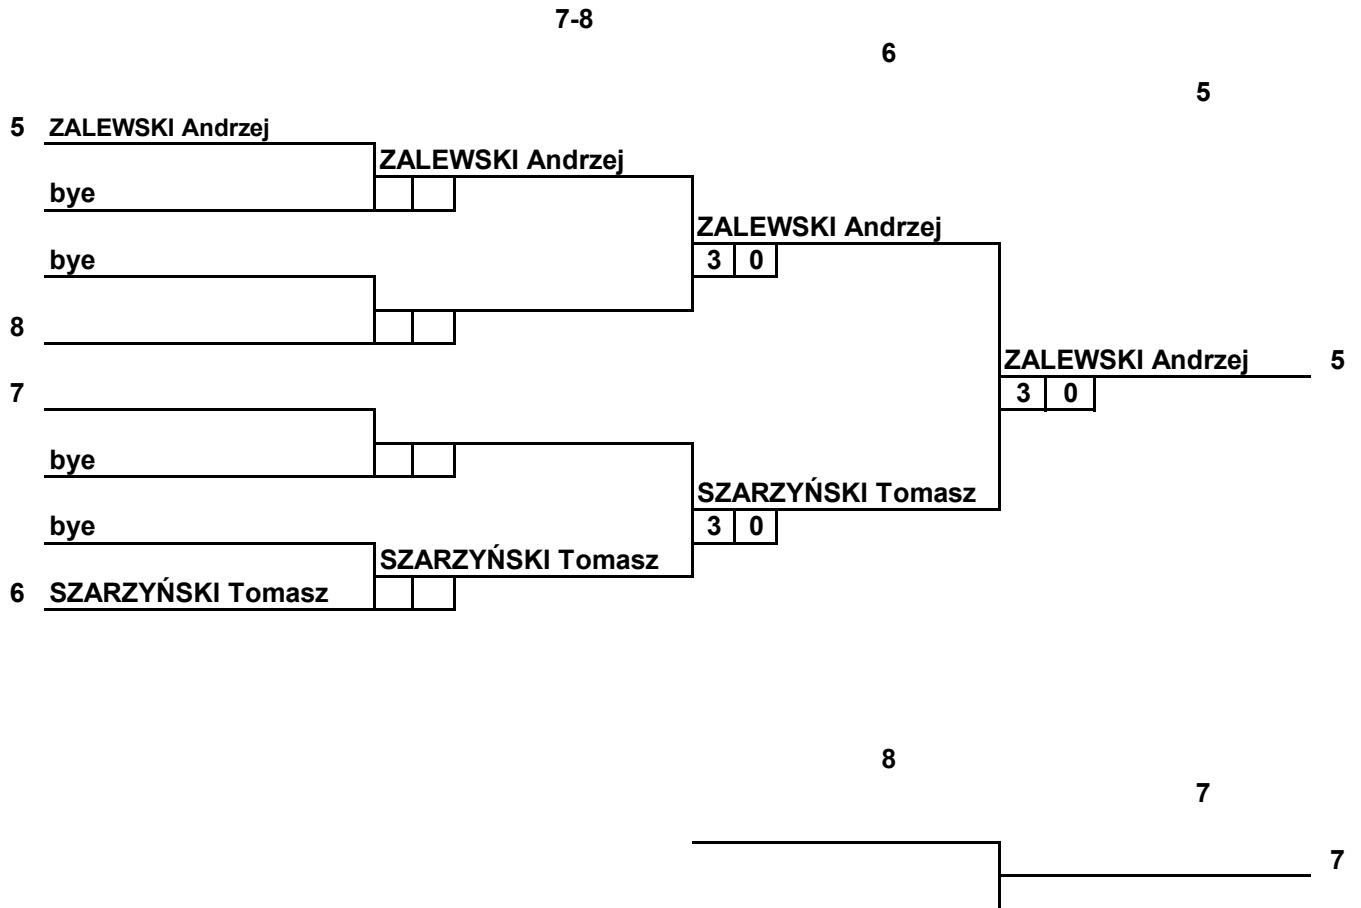 7-8
6
5
5 ZALEWSKI Andrzej
ZALEWSKI Andrzej
bye
ZALEWSKI Andrzej
bye
3 0
8
ZALEWSKI Andrzej 5
7
3 0
bye
SZARZYŃSKI Tomasz
bye
3 0
SZARZYŃSKI Tomasz
6 SZARZYŃSKI Tomasz
8
7
7